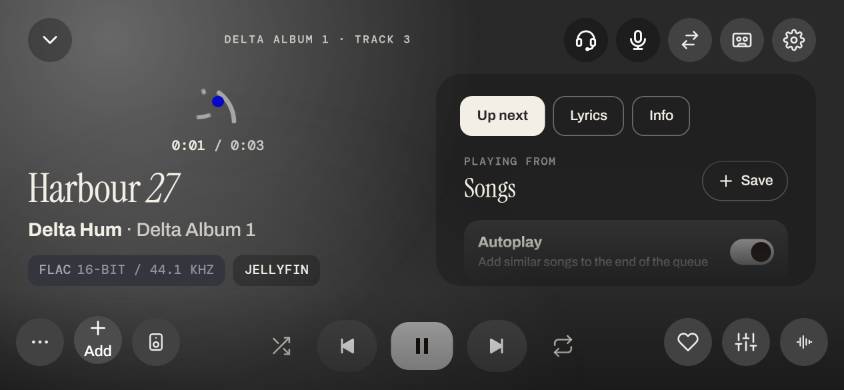 DELTA ALBUM 1 · TRACK 3
0:01 / 0:03
Harbour 27
Delta Hum · Delta Album 1
FLAC 16-BIT / 44.1 KHZ
JELLYFIN
Up next
Lyrics
Info
PLAYING FROM
Songs
Save
Autoplay
Add similar songs to the end of the queue
Add